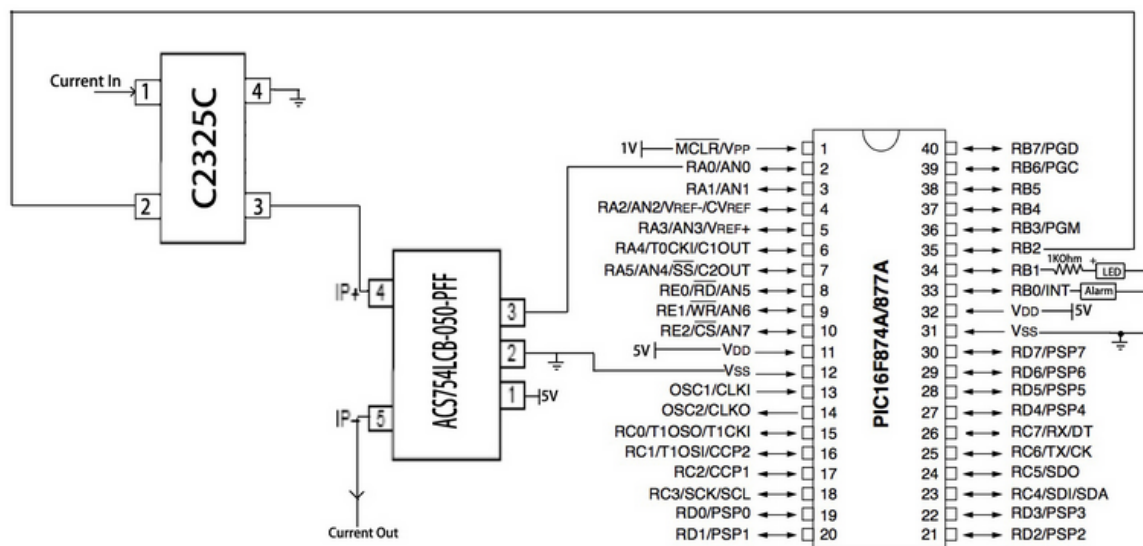 Current In
1
4
C2325C
2
3
IP+
4
3
2
1
5V
ACS754LCB-050-PFF
IP-
5
Current Out
1V
MCLR/VPP
1
40
RB7/PGD
RA0/AN0
2
39
RB6/PGC
RA1/AN1
3
38
RB5
RA2/AN2/VREF-/CVREF
4
37
RB4
RA3/AN3/VREF+
5
36
RB3/PGM
RA4/T0CKI/C1OUT
6
35
RB2
RA5/AN4/SS/C2OUT
7
34
RB1
1KOhm
+
LED
RE0/RD/AN5
8
33
RB0/INT
Alarm
RE1/WR/AN6
9
32
VDD
5V
RE2/CS/AN7
10
31
VSS
5V
VDD
11
30
RD7/PSP7
VSS
12
29
RD6/PSP6
OSC1/CLKI
13
28
RD5/PSP5
OSC2/CLKO
14
27
RD4/PSP4
RC0/T1OSO/T1CKI
15
26
RC7/RX/DT
RC1/T1OSI/CCP2
16
25
RC6/TX/CK
RC2/CCP1
17
24
RC5/SDO
RC3/SCK/SCL
18
23
RC4/SDI/SDA
RD0/PSP0
19
22
RD3/PSP3
RD1/PSP1
20
21
RD2/PSP2
PIC16F874A/877A